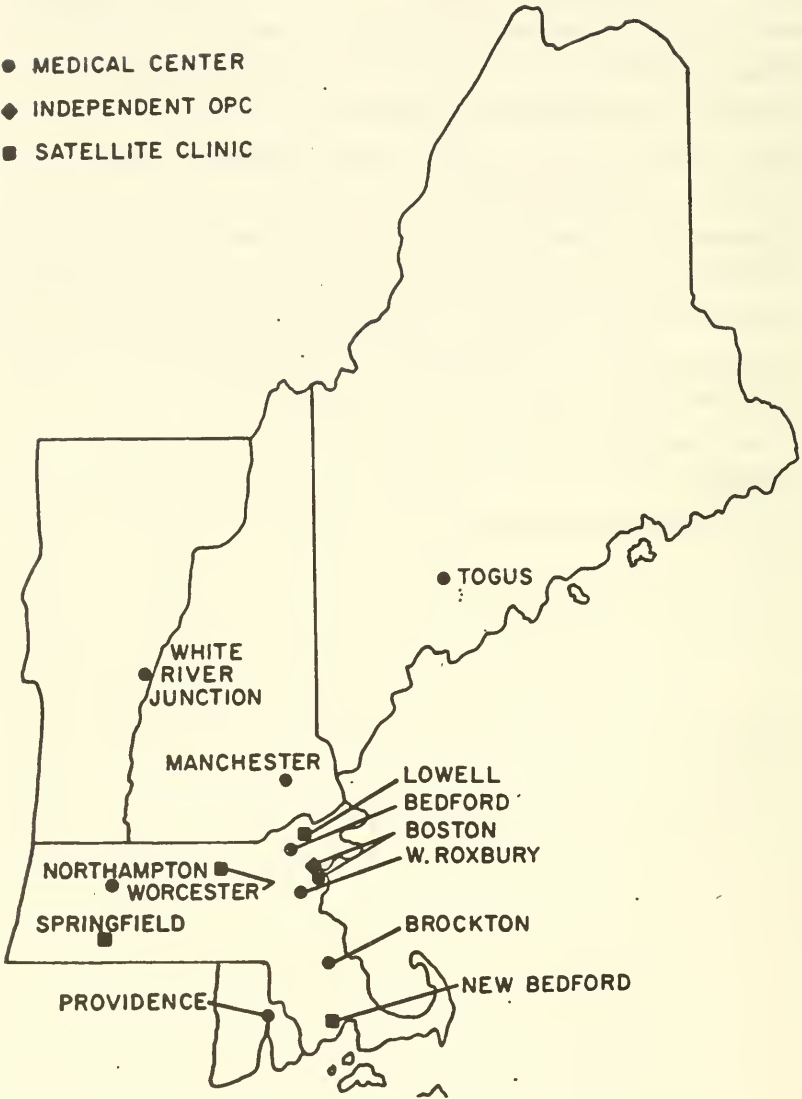 MEDICAL CENTER
INDEPENDENT OPC
SATELLITE CLINIC
TOGUS
WHITE
RIVER
JUNCTION
MANCHESTER
LOWELL
BEDFORD
BOSTON
W. ROXBURY
NORTHAMPTON
WORCESTER
SPRINGFIELD
BROCKTON
NEW BEDFORD
PROVIDENCE